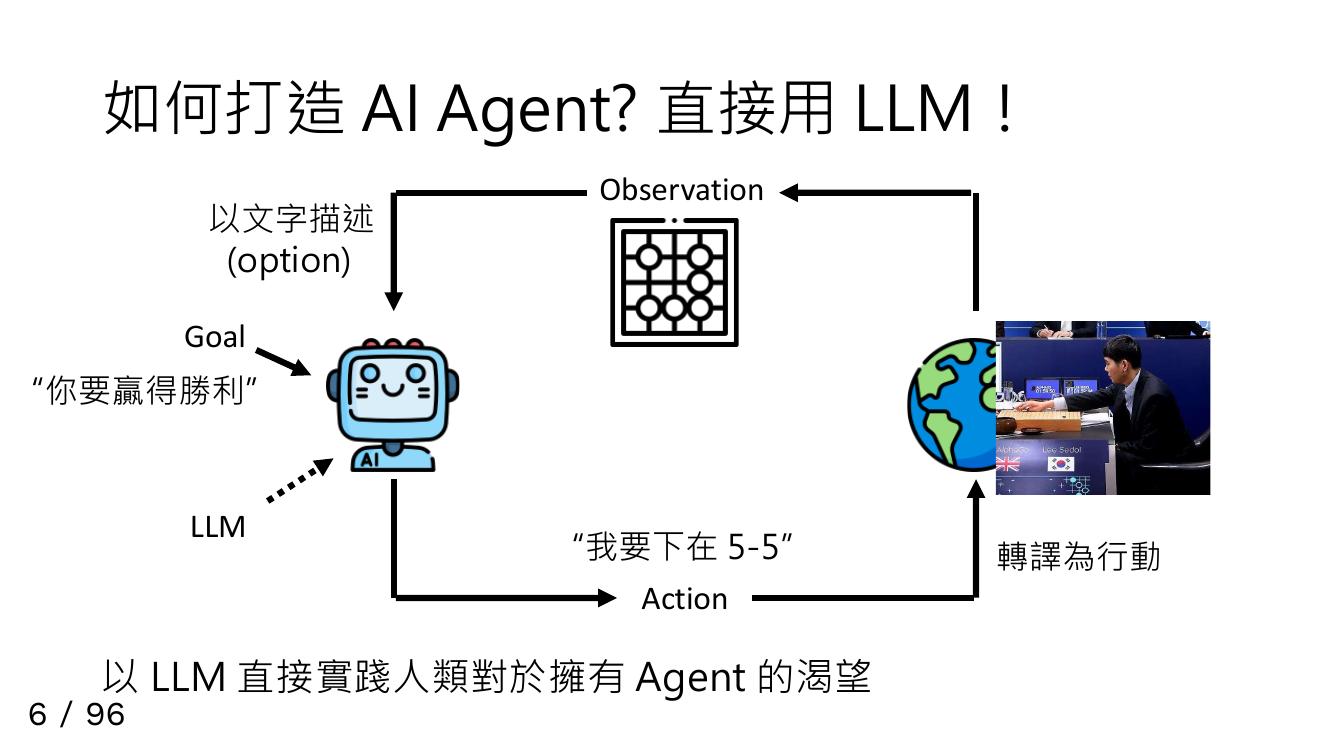 如何打造 AI Agent? 直接用 LLM！
Observation
以文字描述
(option)
Goal
“你要贏得勝利”
AI
LLM
AlphaGo
Lee Sedol
“我要下在 5-5”
轉譯為行動
Action
以 LLM 直接實踐人類對於擁有 Agent 的渴望
6 / 96